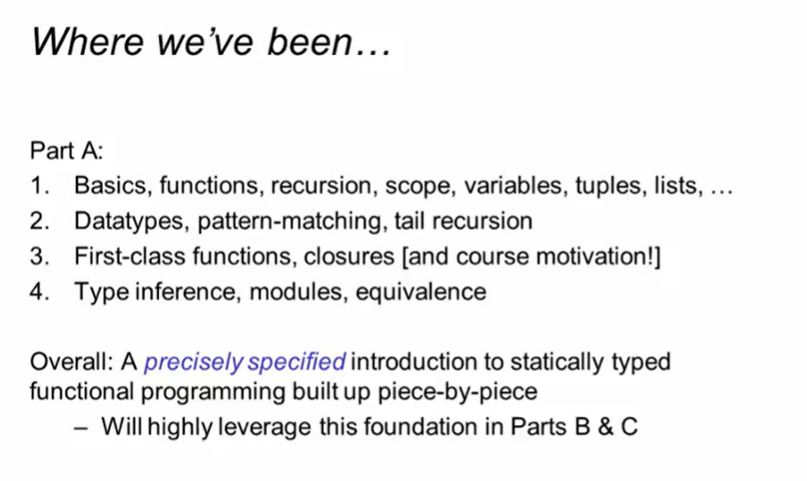 Where we've been…
Part A:
1. Basics, functions, recursion, scope, variables, tuples, lists, …
2. Datatypes, pattern-matching, tail recursion
3. First-class functions, closures [and course motivation!]
4. Type inference, modules, equivalence
Overall: A precisely specified introduction to statically typed
functional programming built up piece-by-piece
– Will highly leverage this foundation in Parts B & C